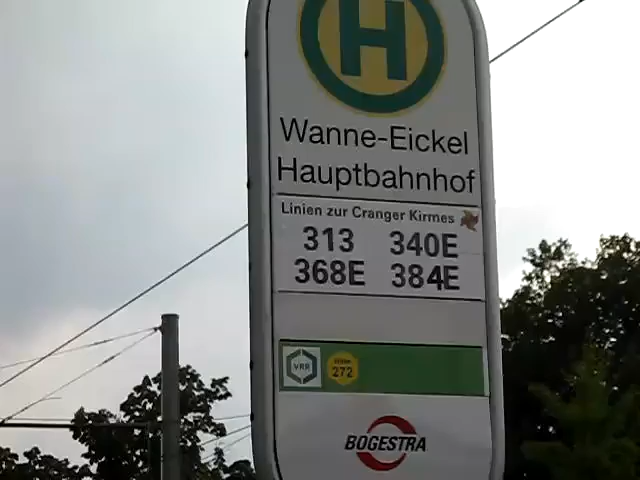 H
Wanne-Eickel
Hauptbahnhof
Linien zur Cranger Kirmes
313 340E
368E 384E
VRR
272
BOGESTRA